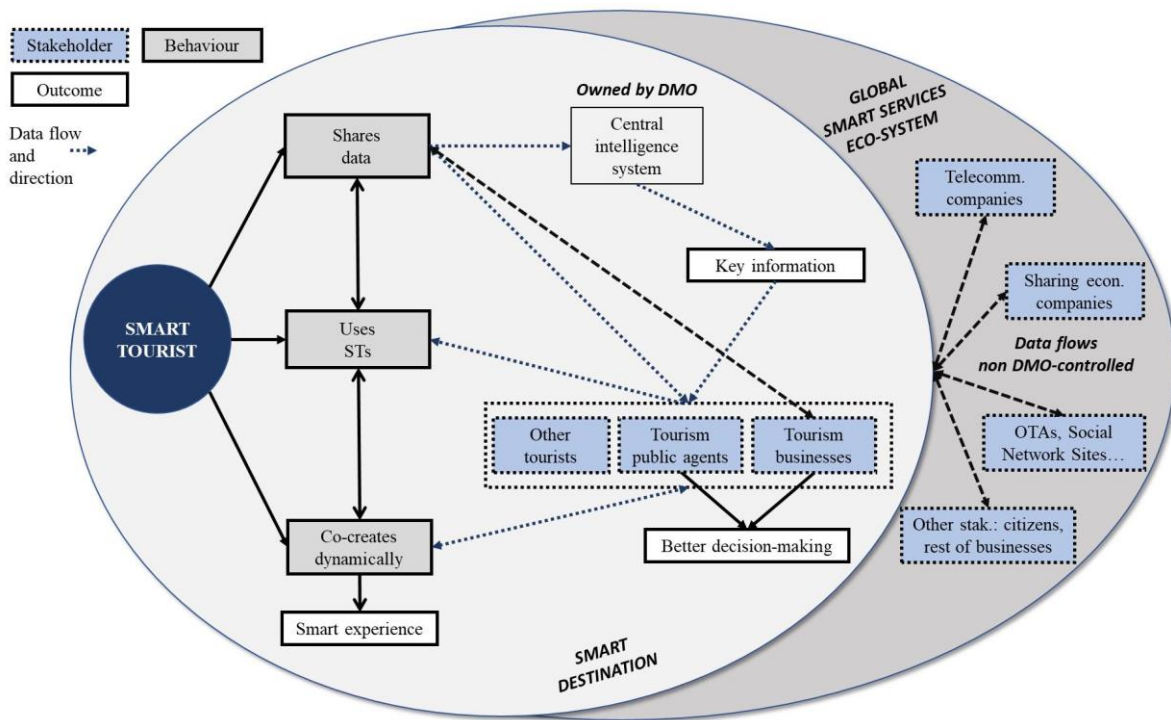 Stakeholder
Behaviour
Outcome
Data flow
and
direction
SMART
TOURIST
Shares
data
Uses
STs
Co-creates
dynamically
Smart experience
Owned by DMO
Central
intelligence
system
Key information
Other
tourists
Tourism
public agents
Tourism
businesses
Better decision-making
SMART
DESTINATION
GLOBAL
SMART SERVICES
ECO-SYSTEM
Telecomm.
companies
Sharing econ.
companies
Data flows
non DMO-controlled
OTAs, Social
Network Sites…
Other stak.: citizens,
rest of businesses